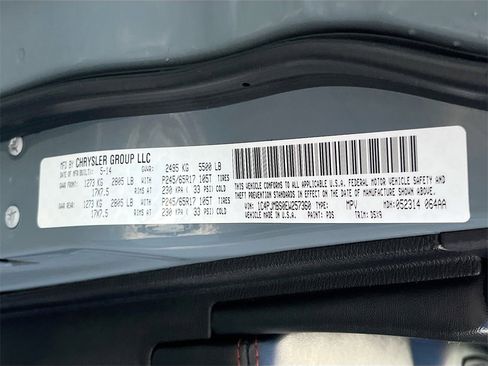 MFD BY CHRYSLER GROUP LLC
DATE OF MFR: 5-14 GVWR: 2495 KG 5500 LB
GAWR FRONT: 1273 KG 2805 LB WITH P245/65R17 105T TIRES
17X7.5 RIMS AT 230 KPA ( 33 PSI) COLD
GAWR REAR: 1273 KG 2805 LB WITH P245/65R17 105T TIRES
17X7.5 RIMS AT 230 KPA ( 33 PSI) COLD
THIS VEHICLE CONFORMS TO ALL APPLICABLE U.S.A. FEDERAL MOTOR VEHICLE SAFETY AND
THEFT PREVENTION STANDARDS IN EFFECT ON THE DATE OF MANUFACTURE SHOWN ABOVE.
VIN: TYPE: MPV MDH: 052314 064AA
VEHICLE MADE IN U.S.A. PAINT: PDS TRIM: D5X9